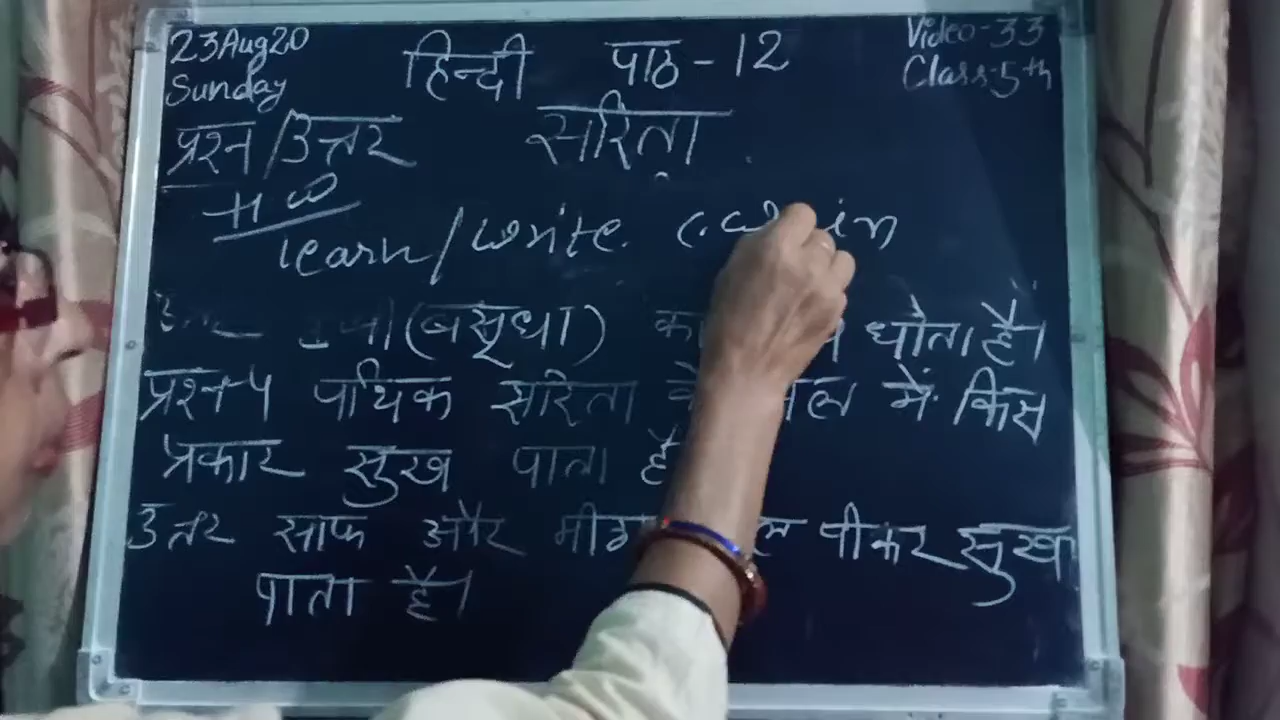 23Aug20
Sunday
हिन्दी पाठ - 12
Video-33
Class-5th
प्रश्न/उत्तर
सरिता
H W
learn/write. c.w in
(बसूधा) धोता है।
प्रश्न-4 पथिक सरिता के में किस
प्रकार सुख पाता है
उत्तर साफ और पीकर सुख
पाता है।